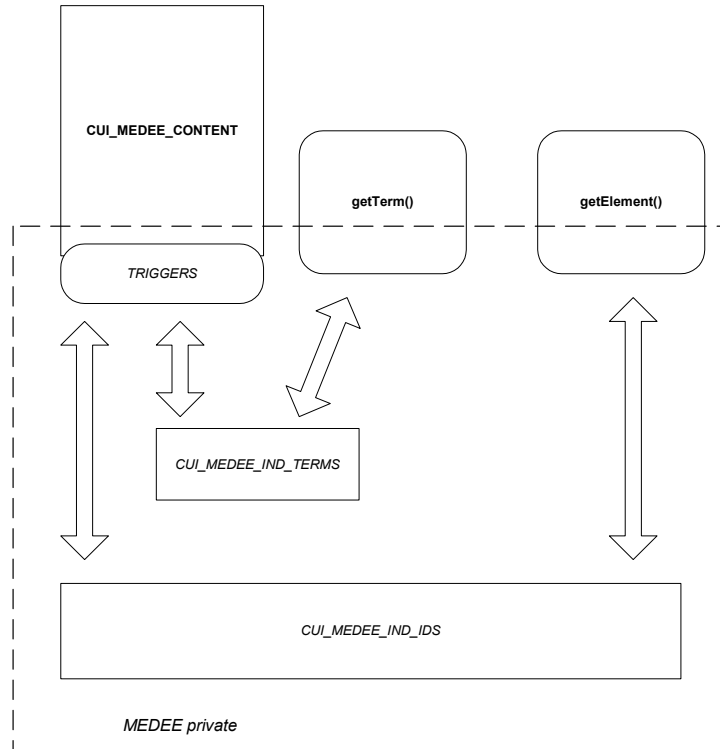 CUI_MEDEE_CONTENT
getTerm()
getElement()
TRIGGERS
CUI_MEDEE_IND_TERMS
CUI_MEDEE_IND_IDS
MEDEE private